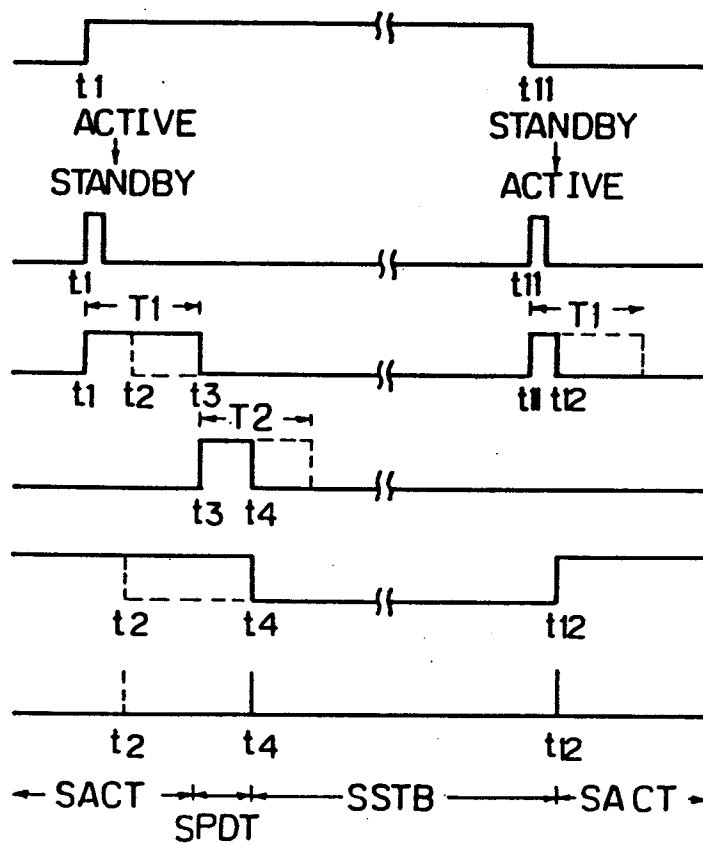 t1 t11
ACTIVE STANDBY
STANDBY ACTIVE
t1 t11
T1 T1
t1 t2 t3 t11 t12
T2
t3 t4
t2 t4 t12
t2 t4 t12
SACT SSTB SACT
SPDT